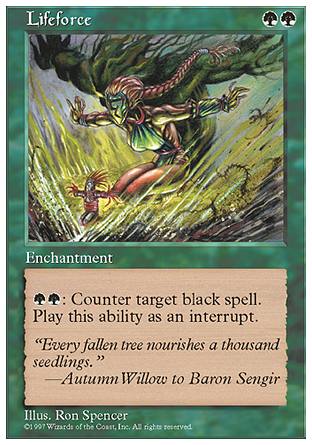 Lifeforce
Enchantment
: Counter target black spell.
Play this ability as an interrupt.
“Every fallen tree nourishes a thousand
seedlings.”
—Autumn Willow to Baron Sengir
Illus. Ron Spencer
©1997 Wizards of the Coast, Inc. All rights reserved.